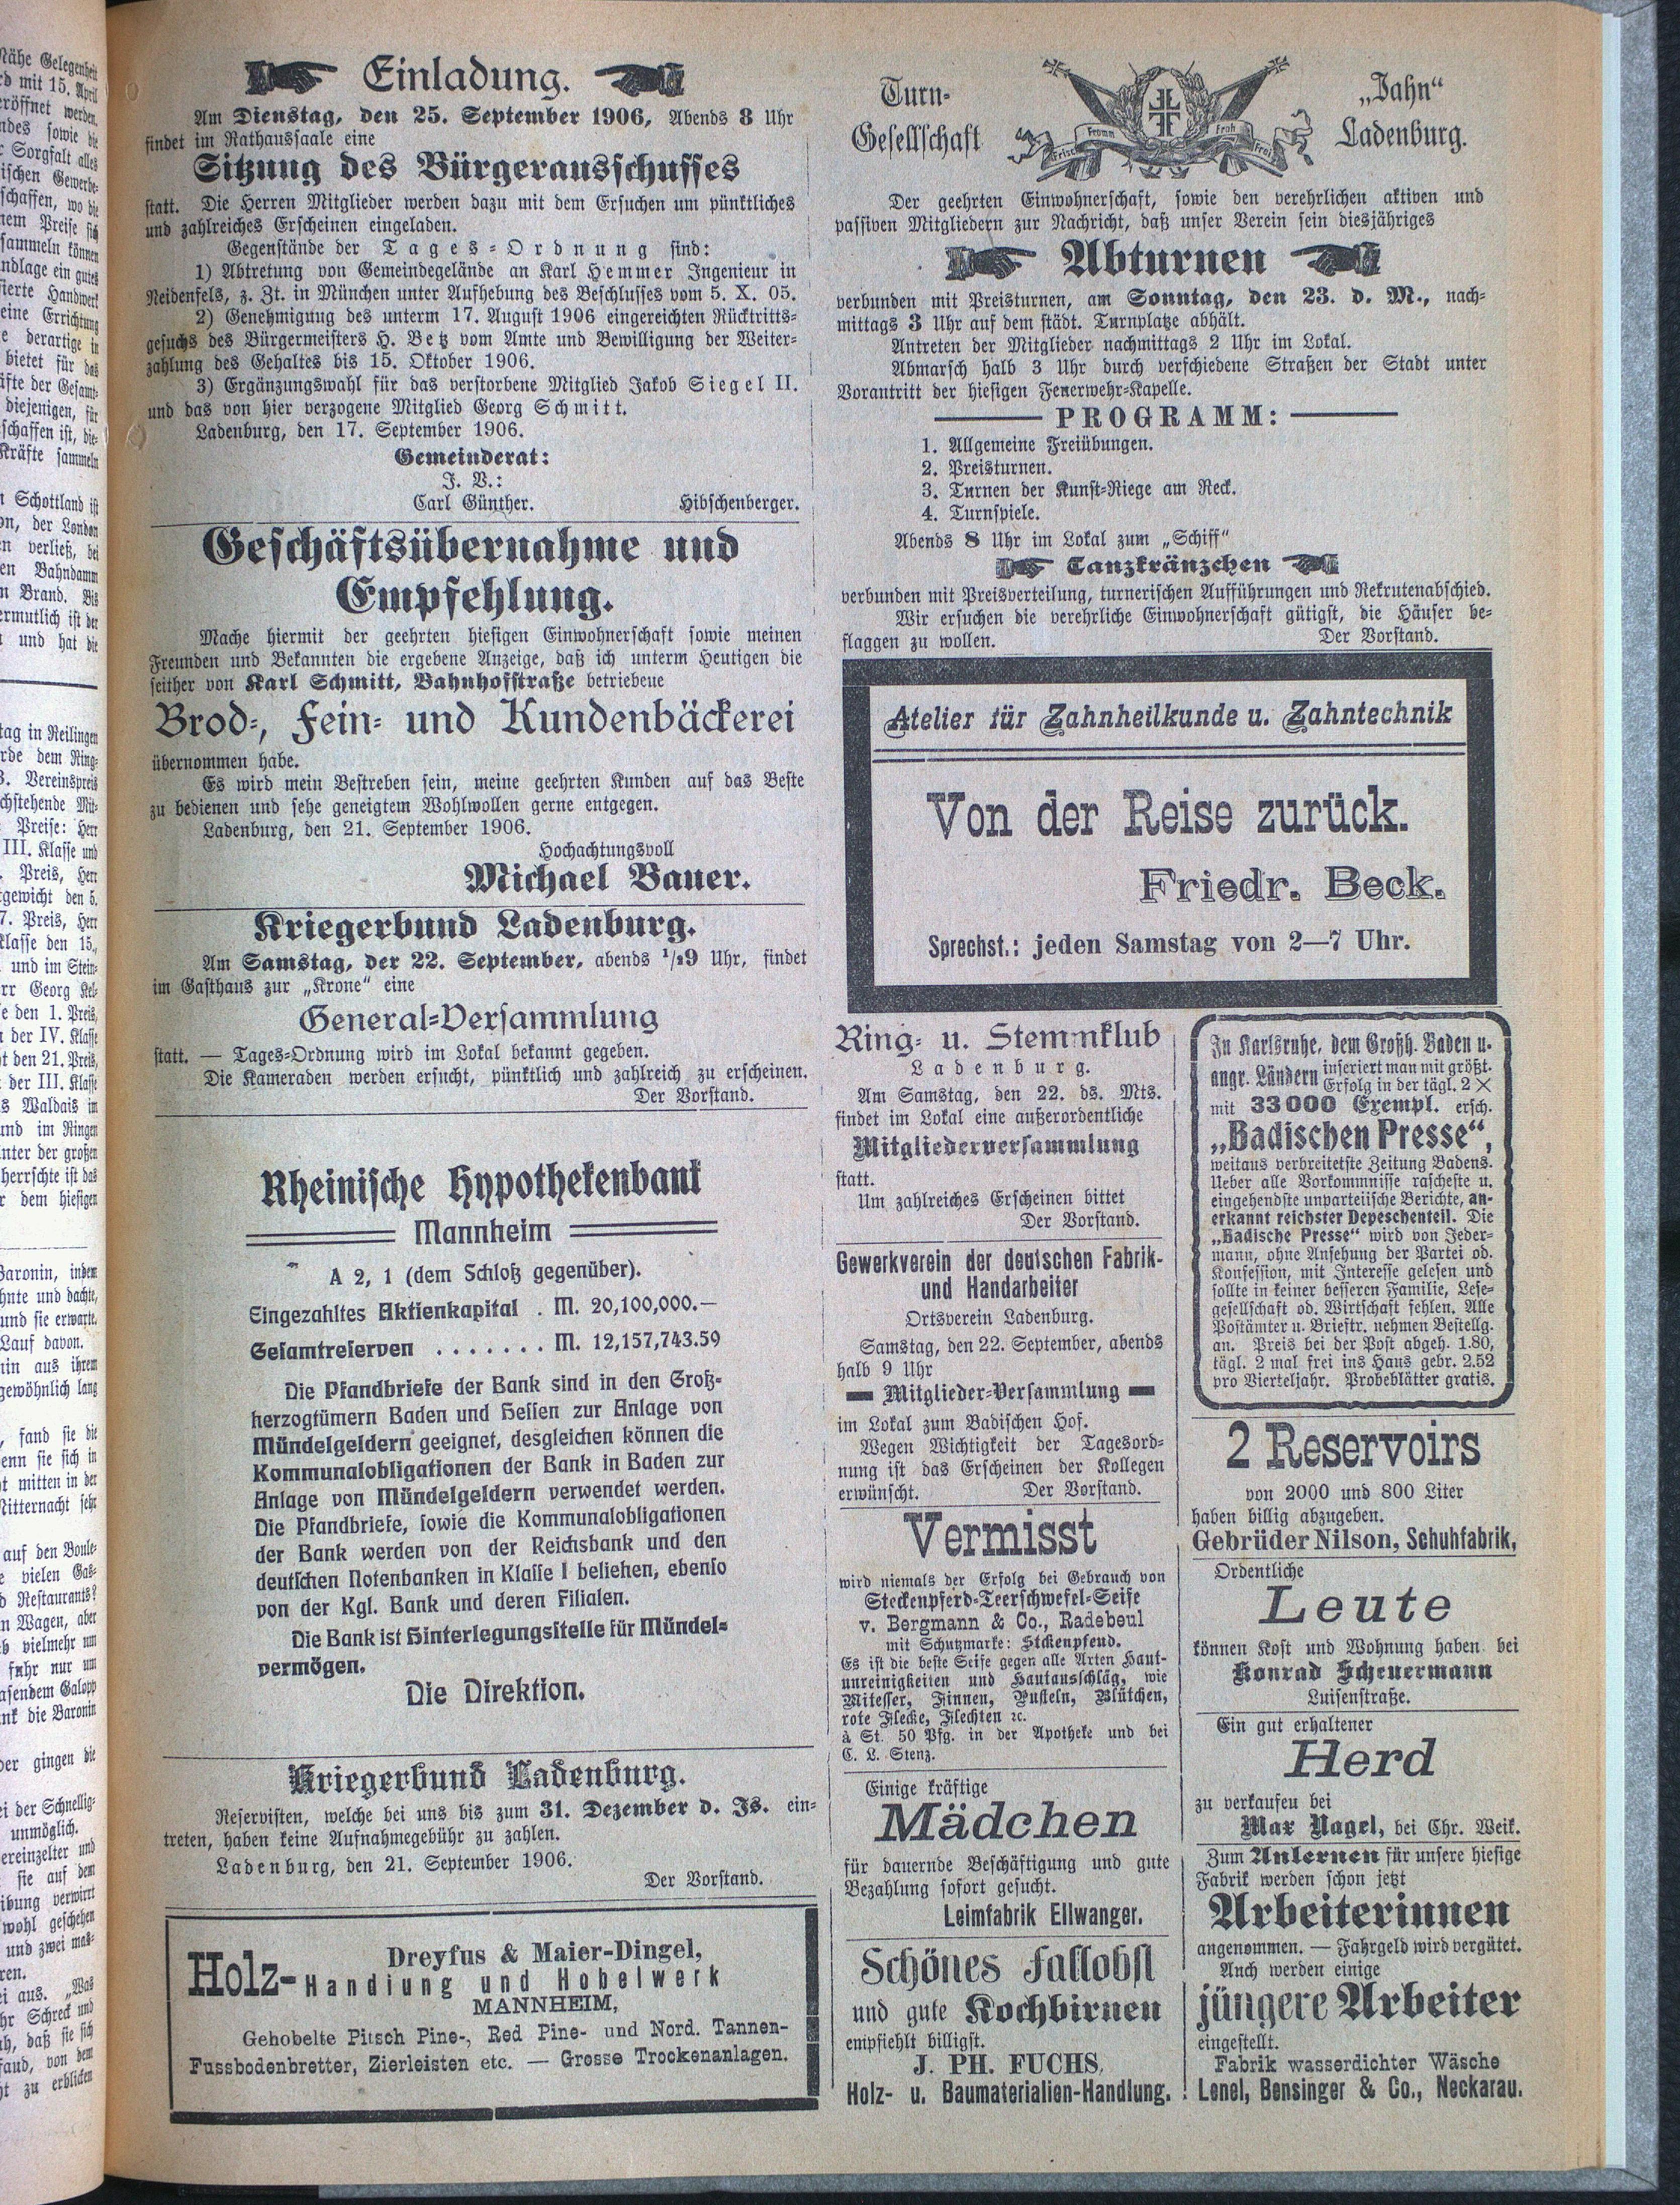 Einladung.
Am Dienstag, den 25. September 1906, Abends 8 Uhr
findet im Rathaussaale eine
Sitzung des Bürgerausschusses
statt. Die Herren Mitglieder werden dazu mit dem Ersuchen um pünktliches
und zahlreiches Erscheinen eingeladen.
Gegenstände der Tages-Ordnung sind:
1) Abtretung von Gemeindegelände an Karl Hemmer Ingenieur in
Neidenfels, z. Zt. in München unter Aufhebung des Beschlusses vom 5. X. 05.
2) Genehmigung des unterm 17. August 1906 eingereichten Rücktritts-
gesuchs des Bürgermeisters H. Betz vom Amte und Bewilligung der Weiter-
zahlung des Gehaltes bis 15. Oktober 1906.
3) Ergänzungswahl für das verstorbene Mitglied Jakob Siegel II.
und das von hier verzogene Mitglied Georg Schmitt.
Ladenburg, den 17. September 1906.
Gemeinderat:
J. V.:
Carl Günther. Hibschenberger.
Geschäftsübernahme und
Empfehlung.
Mache hiermit der geehrten hiesigen Einwohnerschaft sowie meinen
Freunden und Bekannten die ergebene Anzeige, daß ich unterm Heutigen die
seither von Karl Schmitt, Bahnhofstraße betriebene
Brod-, Fein- und Kundenbäckerei
übernommen habe.
Es wird mein Bestreben sein, meine geehrten Kunden auf das Beste
zu bedienen und sehe geneigtem Wohlwollen gerne entgegen.
Ladenburg, den 21. September 1906.
Hochachtungsvoll
Michael Bauer.
Kriegerbund Ladenburg.
Am Samstag, der 22. September, abends 1/29 Uhr, findet
im Gasthaus zur „Krone“ eine
General-Versammlung
statt. — Tages-Ordnung wird im Lokal bekannt gegeben.
Die Kameraden werden ersucht, pünktlich und zahlreich zu erscheinen.
Der Vorstand.
Rheinische Hypothekenbank
Mannheim
A 2, 1 (dem Schloß gegenüber).
Eingezahltes Aktienkapital . M. 20,100,000.—
Gesamtreserven . . . . . . . M. 12,157,743.59
Die Pfandbriefe der Bank sind in den Groß-
herzogtümern Baden und Hessen zur Anlage von
Mündelgeldern geeignet, desgleichen können die
Kommunalobligationen der Bank in Baden zur
Anlage von Mündelgeldern verwendet werden.
Die Pfandbriefe, sowie die Kommunalobligationen
der Bank werden von der Reichsbank und den
deutschen Notenbanken in Klasse I beliehen, ebenso
von der Kgl. Bank und deren Filialen.
Die Bank ist Hinterlegungsstelle für Mündel-
vermögen.
Die Direktion.
Kriegerbund Ladenburg.
Reservisten, welche bei uns bis zum 31. Dezember d. Js. ein-
treten, haben keine Aufnahmegebühr zu zahlen.
Ladenburg, den 21. September 1906.
Der Vorstand.
Dreyfus & Maier-Dingel,
Holz-Handlung und Hobelwerk
MANNHEIM,
Gehobelte Pitsch Pine-, Red Pine- und Nord. Tannen-
Fussbodenbretter, Zierleisten etc. — Grosse Trockenanlagen.
Turn-
Gesellschaft
Frisch
Fromm
Froh
Frei
„Jahn“
Ladenburg.
Der geehrten Einwohnerschaft, sowie den verehrlichen aktiven und
passiven Mitgliedern zur Nachricht, daß unser Verein sein diesjähriges
Abturnen
verbunden mit Preisturnen, am Sonntag, den 23. d. M., nach-
mittags 3 Uhr auf dem städt. Turnplatze abhält.
Antreten der Mitglieder nachmittags 2 Uhr im Lokal.
Abmarsch halb 3 Uhr durch verschiedene Straßen der Stadt unter
Vorantritt der hiesigen Feuerwehr-Kapelle.
PROGRAMM:
1. Allgemeine Freiübungen.
2. Preisturnen.
3. Turnen der Kunst-Riege am Reck.
4. Turnspiele.
Abends 8 Uhr im Lokal zum „Schiff“
Tanzkränzchen
verbunden mit Preisverteilung, turnerischen Aufführungen und Rekrutenabschied.
Wir ersuchen die verehrliche Einwohnerschaft gütigst, die Häuser be-
flaggen zu wollen. Der Vorstand.
Atelier für Zahnheilkunde u. Zahntechnik
Von der Reise zurück.
Friedr. Beck.
Sprechst.: jeden Samstag von 2—7 Uhr.
Ring- u. Stemmklub
Ladenburg.
Am Samstag, den 22. ds. Mts.
findet im Lokal eine außerordentliche
Mitgliederversammlung
statt.
Um zahlreiches Erscheinen bittet
Der Vorstand.
Gewerkverein der deutschen Fabrik-
und Handarbeiter
Ortsverein Ladenburg.
Samstag, den 22. September, abends
halb 9 Uhr
Mitglieder-Versammlung
im Lokal zum Badischen Hof.
Wegen Wichtigkeit der Tagesord-
nung ist das Erscheinen der Kollegen
erwünscht. Der Vorstand.
Vermisst
wird niemals der Erfolg bei Gebrauch von
Steckenpferd-Teerschwefel-Seife
v. Bergmann & Co., Radebeul
mit Schutzmarke: Stckenpfend.
Es ist die beste Seife gegen alle Arten Haut-
unreinigkeiten und Hautausschläg, wie
Mitesser, Finnen, Pusteln, Blütchen,
rote Flecke, Flechten ꝛc.
à St. 50 Pfg. in der Apotheke und bei
C. L. Stenz.
Einige kräftige
Mädchen
für dauernde Beschäftigung und gute
Bezahlung sofort gesucht.
Leimfabrik Ellwanger.
Schönes Fallobst
und gute Kochbirnen
empfiehlt billigst.
J. PH. FUCHS,
Holz- u. Baumaterialien-Handlung.
In Karlsruhe, dem Großh. Baden u.
angr. Ländern inseriert man mit größt.
Erfolg in der tägl. 2 X
mit 33000 Exempl. ersch.
„Badischen Presse“,
weitaus verbreitetste Zeitung Badens.
Ueber alle Vorkommnisse rascheste u.
eingehendste unparteiische Berichte, an-
erkannt reichster Depeschenteil. Die
„Badische Presse“ wird von Jeder-
mann, ohne Ansehung der Partei od.
Konfession, mit Interesse gelesen und
sollte in keiner besseren Familie, Lese-
gesellschaft od. Wirtschaft fehlen. Alle
Postämter u. Brieftr. nehmen Bestellg.
an. Preis bei der Post abgeh. 1.80,
tägl. 2 mal frei ins Haus gebr. 2.52
pro Vierteljahr. Probeblätter gratis.
2 Reservoirs
von 2000 und 800 Liter
haben billig abzugeben.
Gebrüder Nilson, Schuhfabrik,
Ordentliche
Leute
können Kost und Wohnung haben bei
Konrad Scheuermann
Luisenstraße.
Ein gut erhaltener
Herd
zu verkaufen bei
Max Nagel, bei Chr. Weik.
Zum Anlernen für unsere hiesige
Fabrik werden schon jetzt
Arbeiterinnen
angenommen. — Fahrgeld wird vergütet.
Auch werden einige
jüngere Arbeiter
eingestellt.
Fabrik wasserdichter Wäsche
Lenel, Bensinger & Co., Neckarau.